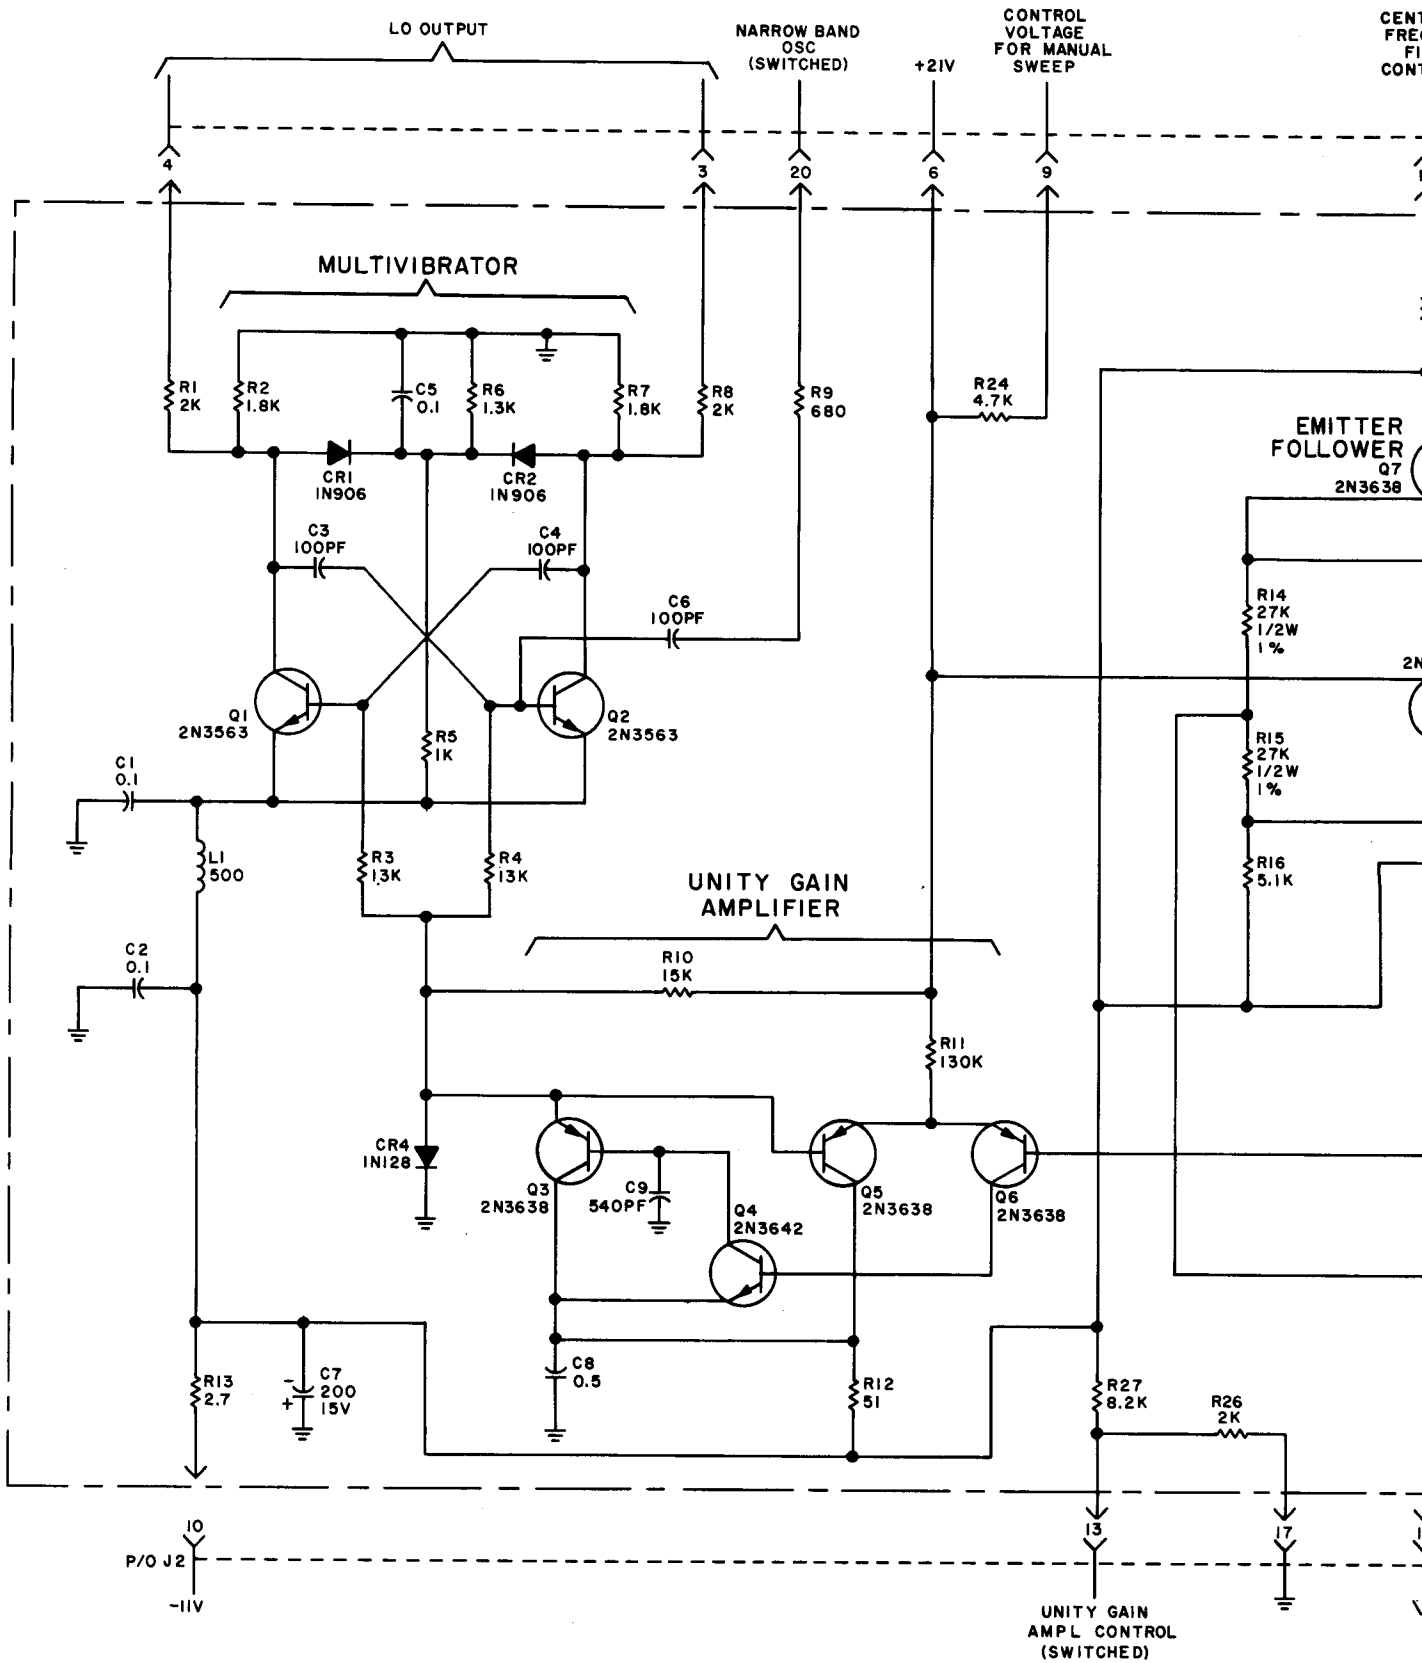 LO OUTPUT
NARROW BAND
OSC
(SWITCHED)
+21V
CONTROL
VOLTAGE
FOR MANUAL
SWEEP
4
3
20
6
9
MULTIVIBRATOR
R1
2K
R2
1.8K
C5
0.1
R6
1.3K
R7
1.8K
R8
2K
R9
680
R24
4.7K
EMITTER
FOLLOWER
Q7
2N3638
CR1
1N906
CR2
1N906
C3
100PF
C4
100PF
C6
100PF
R14
27K
1/2W
1%
Q1
2N3563
Q2
2N3563
R5
1K
R15
27K
1/2W
1%
C1
0.1
L1
500
R3
13K
R4
13K
R16
5.1K
UNITY GAIN
AMPLIFIER
C2
0.1
R10
15K
R11
130K
CR4
1N128
Q3
2N3638
C9
540PF
Q4
2N3642
Q5
2N3638
Q6
2N3638
C8
0.5
R13
2.7
-
+
C7
200
15V
R12
51
R27
8.2K
R26
2K
10
13
17
P/O J2
-11V
UNITY GAIN
AMPL CONTROL
(SWITCHED)